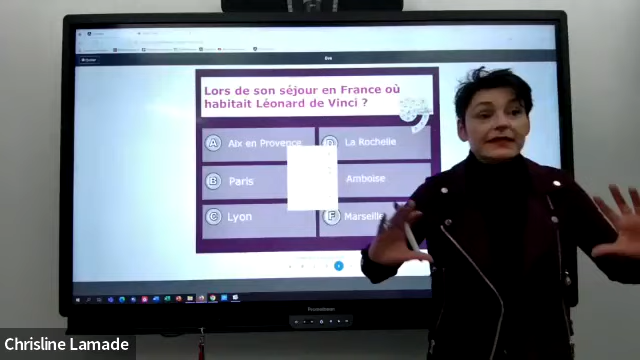 Lors de son séjour en France où
habitait Léonard de Vinci ?
A Aix en Provence
D La Rochelle
B Paris
Amboise
C Lyon
F Marseille
Promethean
Chrisline Lamade